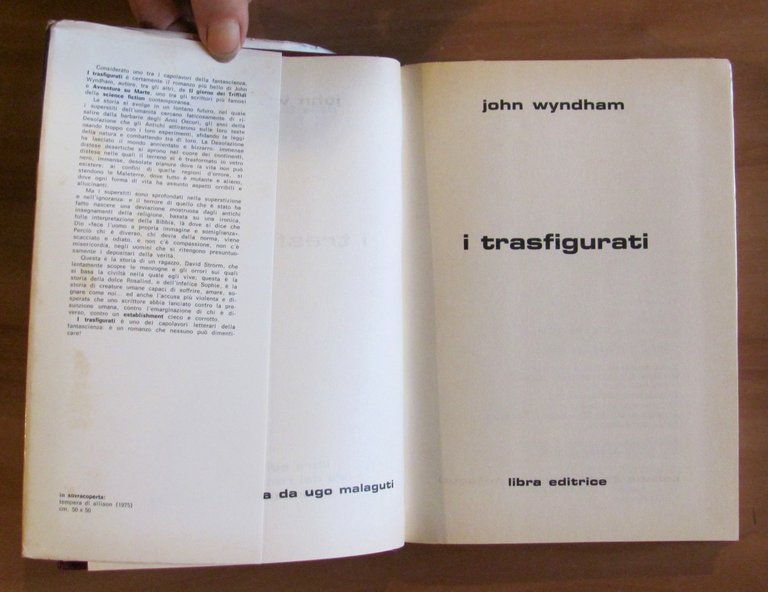 Considerato uno tra i capolavori della fantascienza,
I trasfigurati è certamente il romanzo più bello di John
Wyndham, autore, tra gli altri, de Il giorno dei Trifidi
e Avventura su Marte, uno tra gli scrittori più famosi
della science fiction contemporanea.
La storia si svolge in un lontano futuro, nel quale
i superstiti dell'umanità cercano faticosamente di ri-
salire dalla barbarie degli Anni Oscuri, gli anni della
Desolazione che gli Antichi attirarono sulle loro teste
osando troppo con i loro esperimenti, sfidando le leggi
della natura e combattendo tra di loro. La Desolazione
ha lasciato il mondo annientato e bizzarro: immense
distese desertiche si aprono nel cuore dei continenti,
distese nelle quali il terreno si è trasformato in vetro
nero, immense, desolate pianure dove la vita non può
esistere; ai confini di quelle regioni d'orrore, si
stendono le Maleterre, dove tutto è mutante e alieno,
dove ogni forma di vita ha assunto aspetti orribili e
allucinanti.
Ma i superstiti sono sprofondati nella superstizione
e nell'ignoranza: e il terrore di quello che è stato ha
fatto nascere una deviazione mostruosa dagli antichi
insegnamenti della religione, basata su una ironica,
folle interpretazione della Bibbia, là dove si dice che
Dio «face l'uomo a propria immagine e somiglianza».
Perciò chi è diverso, chi devia dalla norma, viene
scacciato e odiato, e non c'è compassione, non c'è
misericordia, negli uomini che si ritengono presuntuo-
samente i depositari della verità.
Questa è la storia di un ragazzo, David Strorm, che
lentamente scopre le menzogne e gli orrori sui quali
si basa la civiltà nella quale egli vive; questa è la
storia della dolce Rosalind, e dell'infelice Sophie, è la
storia di creature umane capaci di soffrire, amare, so-
gnare come noi... ed anche l'accusa più violenta e di-
sperata che uno scrittore abbia lanciato contro la pre-
sunzione umana, contro l'emarginazione di chi è di-
verso, contro un establishment cieco e corrotto.
I trasfigurati è uno dei capolavori letterari della
fantascienza: è un romanzo che nessuno può dimenti-
care!
in sovracoperta:
tempera di allison (1975)
cm. 50 x 50
a da ugo malaguti
john wyndham
i trasfigurati
libra editrice